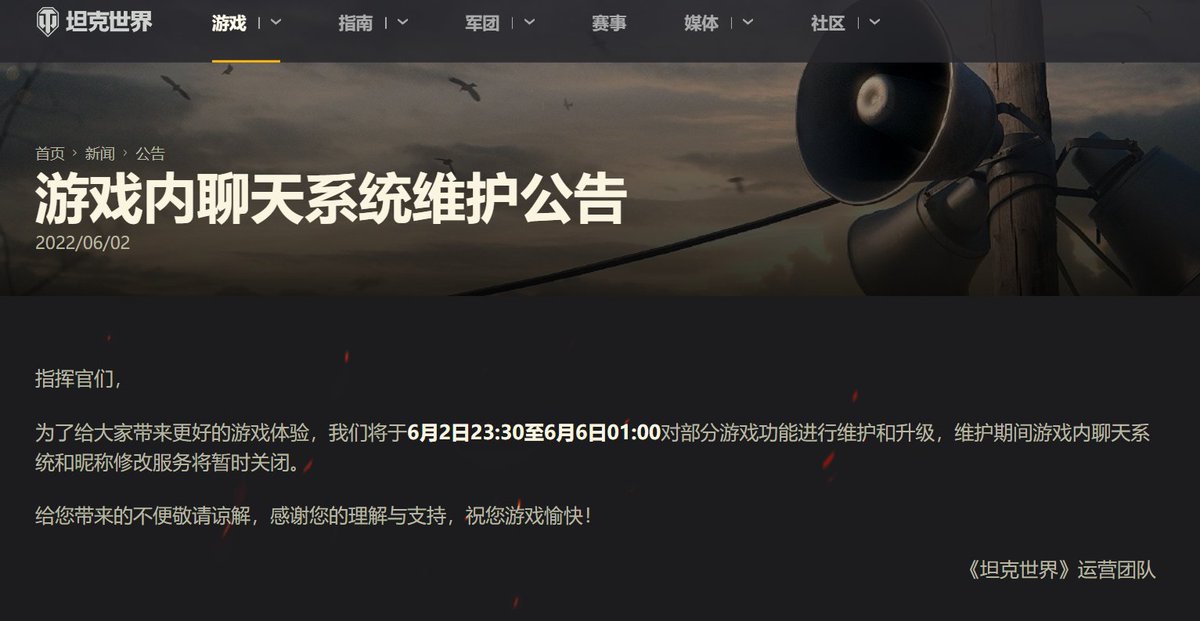 坦克世界 游戏 指南 军团 赛事 媒体 社区
首页 › 新闻 › 公告
游戏内聊天系统维护公告
2022/06/02
指挥官们，
为了给大家带来更好的游戏体验，我们将于6月2日23:30至6月6日01:00对部分游戏功能进行维护和升级，维护期间游戏内聊天系
统和昵称修改服务将暂时关闭。
给您带来的不便敬请谅解，感谢您的理解与支持，祝您游戏愉快！
《坦克世界》运营团队